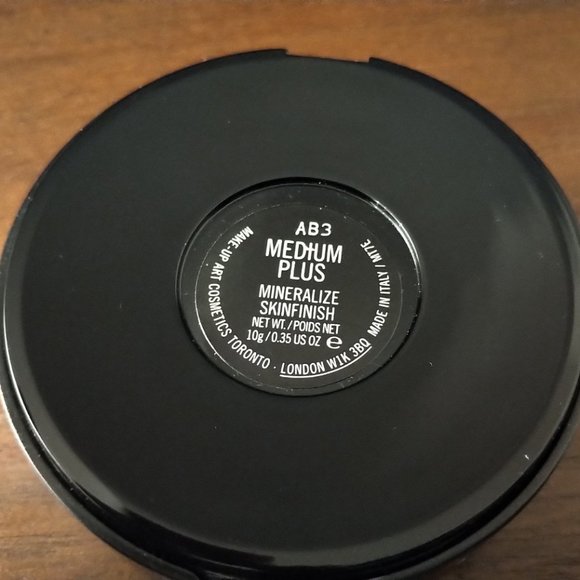 AB3
MEDIUM
PLUS
MINERALIZE
SKINFINISH
NET WT./POIDS NET
10g/0.35 US OZ e
MAKE-UP ART COSMETICS TORONTO · LONDON W1K 3BQ MADE IN ITALY / M17E